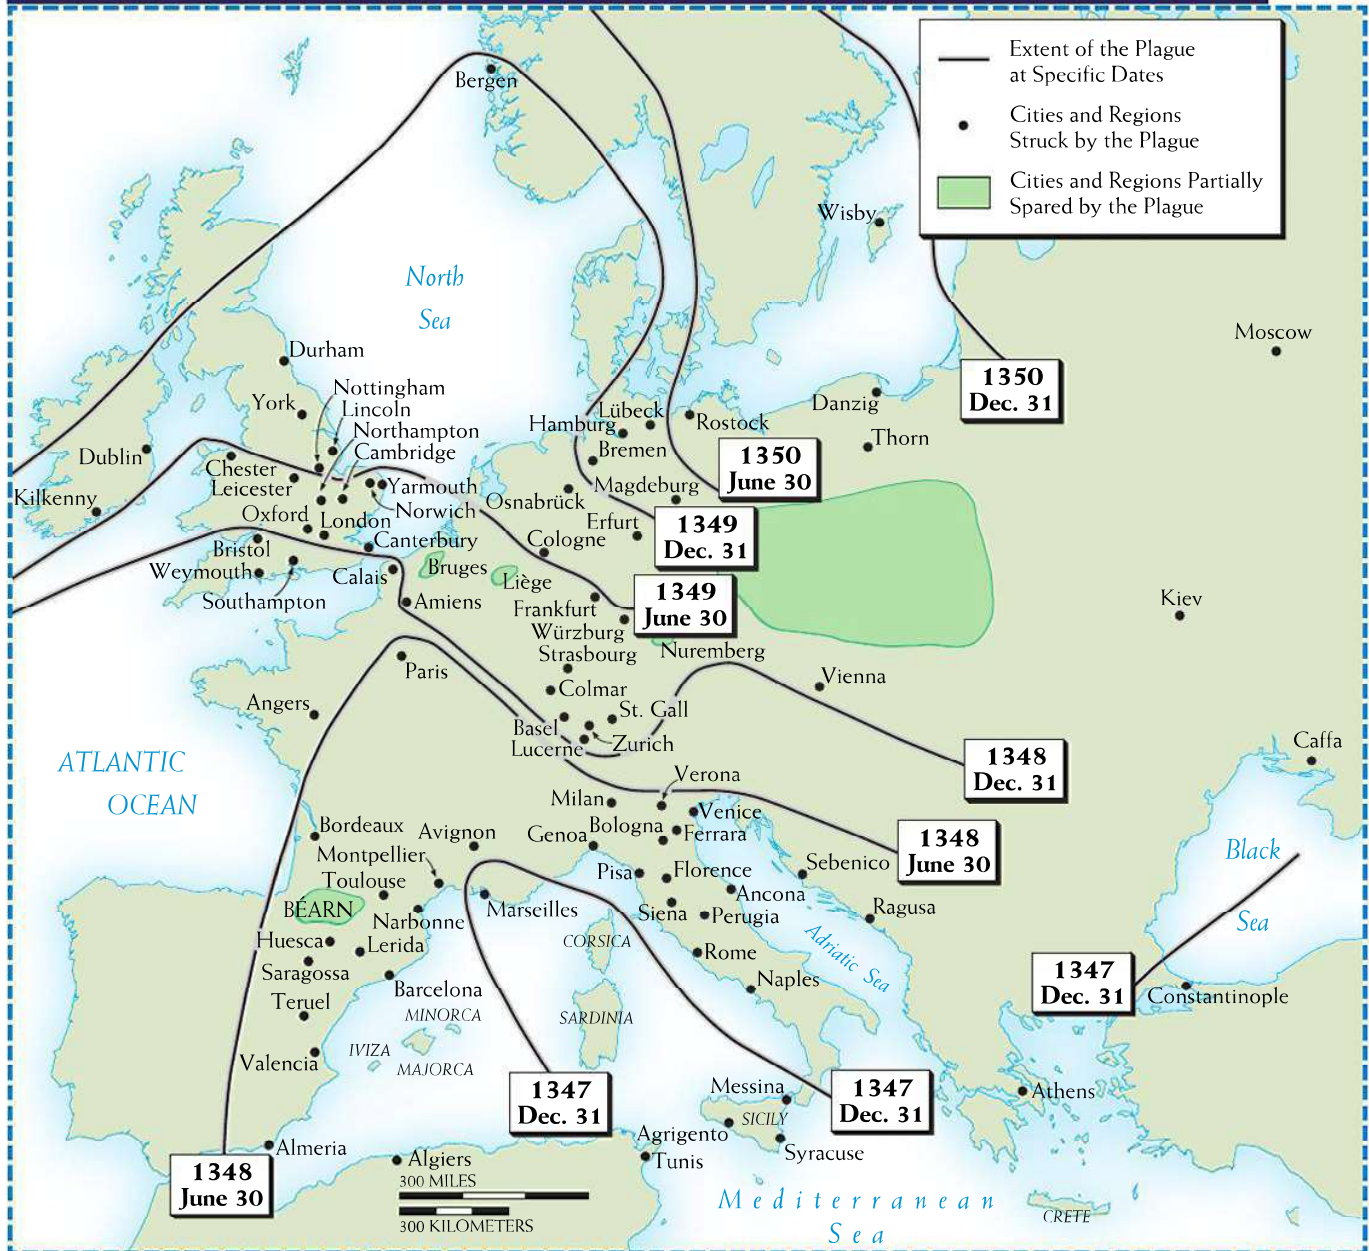 Extent of the Plague
at Specific Dates
Cities and Regions
Struck by the Plague
Cities and Regions Partially
Spared by the Plague
Bergen
Wisby
North
Sea
Moscow
Durham
1350
Dec. 31
Nottingham
Lincoln
York
Northampton
Cambridge
Lübeck
Hamburg
Rostock
Danzig
Thorn
Dublin
Chester
Leicester
Bremen
1350
June 30
Kilkenny
Yarmouth
Norwich
Osnabrück
Magdeburg
Oxford
London
Erfurt
1349
Dec. 31
Bristol
Canterbury
Cologne
Weymouth
Calais
Bruges
Liège
Southampton
Amiens
Frankfurt
1349
June 30
Kiev
Würzburg
Strasbourg
Nuremberg
Paris
Vienna
Angers
Colmar
St. Gall
Basel
Lucerne
Zurich
Caffa
ATLANTIC
OCEAN
1348
Dec. 31
Verona
Milan
Venice
Bordeaux
Avignon
Genoa
Bologna
Ferrara
1348
June 30
Black
Sea
Montpellier
Toulouse
Pisa
Florence
Sebenico
BÉARN
Narbonne
Marseilles
Siena
Ancona
Perugia
Ragusa
Huesca
Lerida
CORSICA
Rome
Adriatic Sea
Saragossa
Naples
1347
Dec. 31
Constantinople
Teruel
Barcelona
MINORCA
SARDINIA
Valencia
IVIZA
MAJORCA
1347
Dec. 31
Messina
1347
Dec. 31
Athens
SICILY
Agrigento
Syracuse
Almeria
Algiers
Tunis
1348
June 30
300 MILES
300 KILOMETERS
Mediterranean
Sea
CRETE